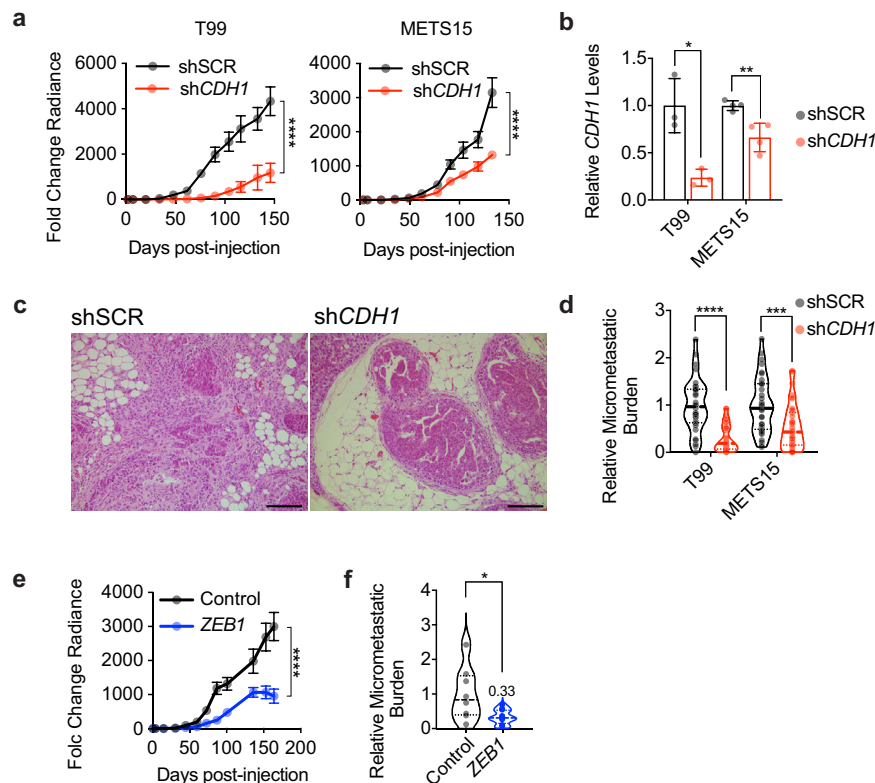 a
T99
METS15
shSCR
shCDH1
shSCR
shCDH1
Fold Change Radiance
6000
4000
2000
0
4000
3000
2000
1000
0
****
****
0 50 100 150
0 50 100 150
Days post-injection
Days post-injection
b
Relative CDH1 Levels
1.5
1.0
0.5
0.0
*
**
shSCR
shCDH1
T99
METS15
c
shSCR
shCDH1
d
Relative Micrometastatic
Burden
3
2
1
0
****
***
shSCR
shCDH1
T99
METS15
e
Folc Change Radiance
4000
3000
2000
1000
0
Control
ZEB1
****
0 50 100 150 200
Days post-injection
f
Relative Micrometastatic
Burden
4
3
2
1
0
*
0.33
Control
ZEB1